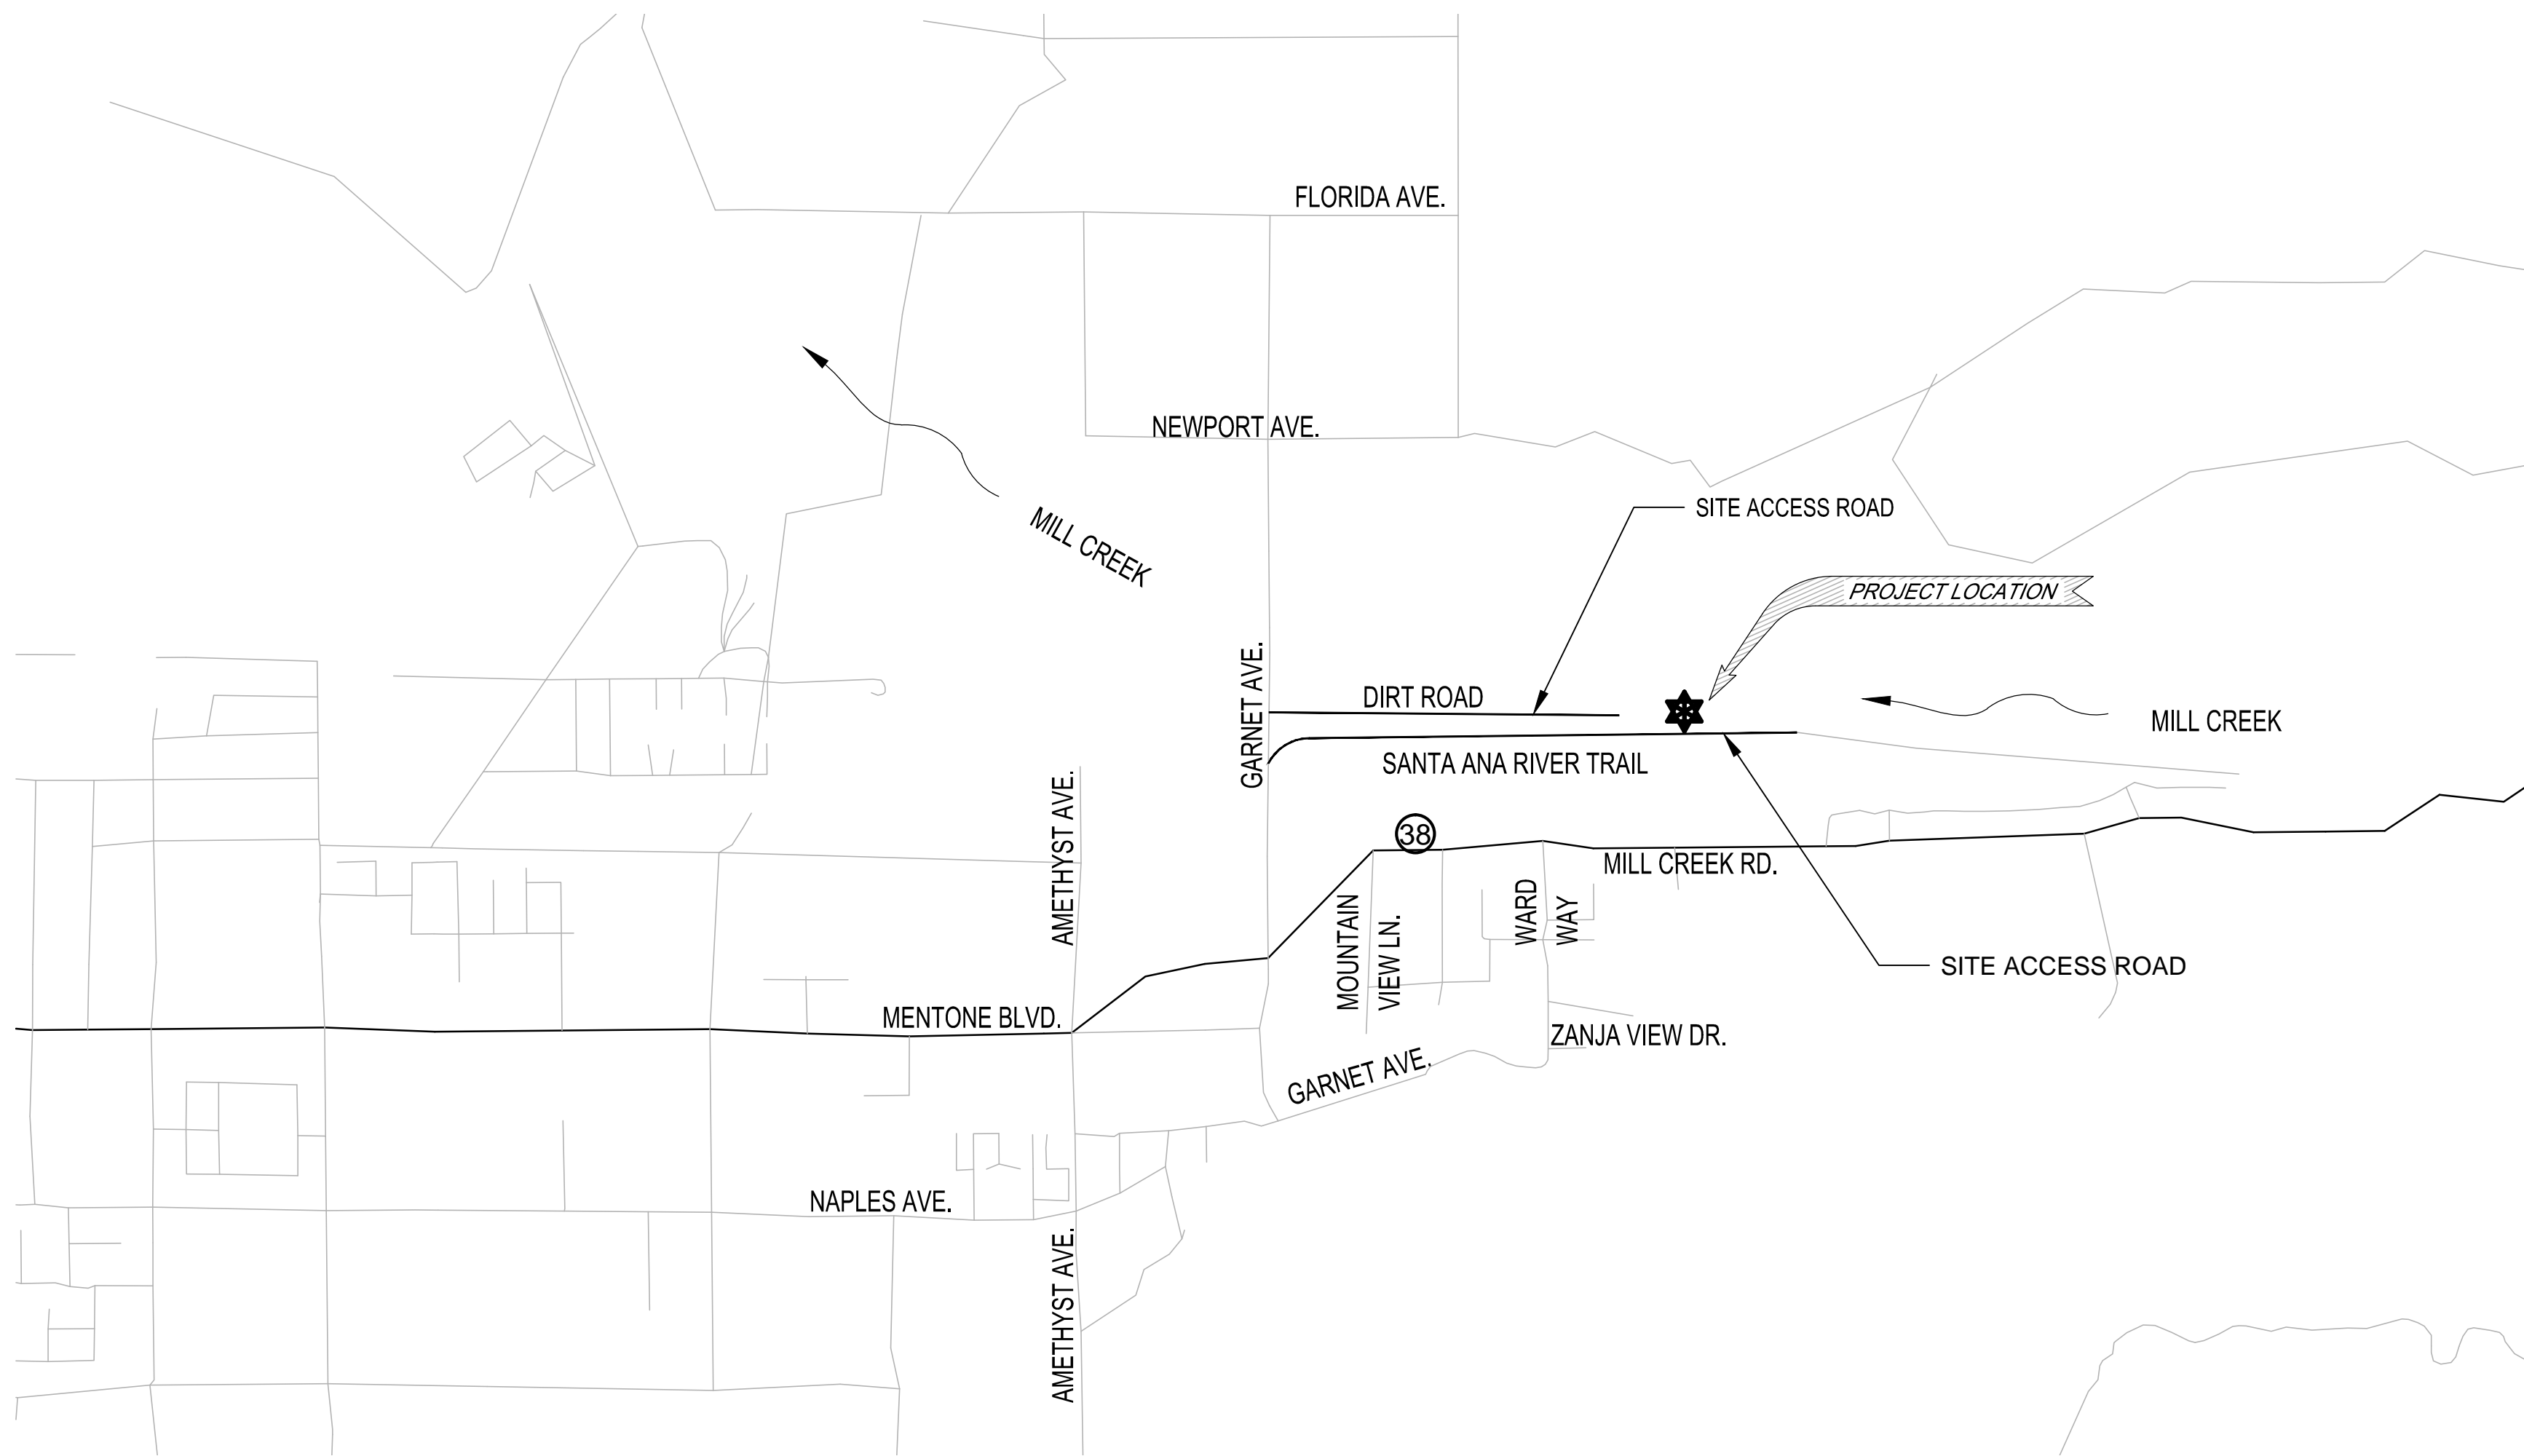 FLORIDA AVE.
NEWPORT AVE.
SITE ACCESS ROAD
MILL CREEK
PROJECT LOCATION
GARNET AVE.
DIRT ROAD
MILL CREEK
SANTA ANA RIVER TRAIL
AMETHYST AVE.
38
MILL CREEK RD.
MOUNTAIN
VIEW LN.
WARD
WAY
SITE ACCESS ROAD
MENTONE BLVD.
ZANJA VIEW DR.
GARNET AVE.
NAPLES AVE.
AMETHYST AVE.